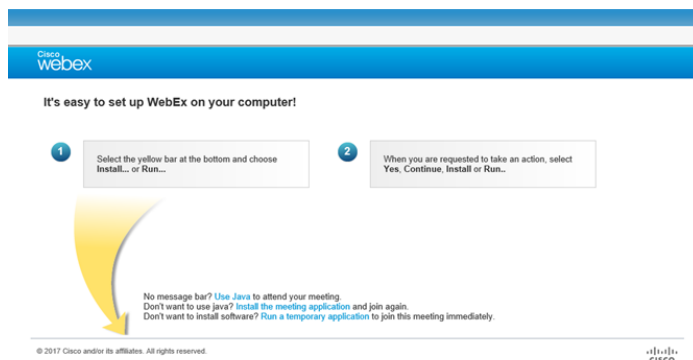 Cisco
webex
It's easy to set up WebEx on your computer!
1
Select the yellow bar at the bottom and choose
Install... or Run...
2
When you are requested to take an action, select
Yes, Continue, Install or Run..
No message bar? Use Java to attend your meeting.
Don't want to use java? Install the meeting application and join again.
Don't want to install software? Run a temporary application to join this meeting immediately.
© 2017 Cisco and/or its affiliates. All rights reserved.
CISCO